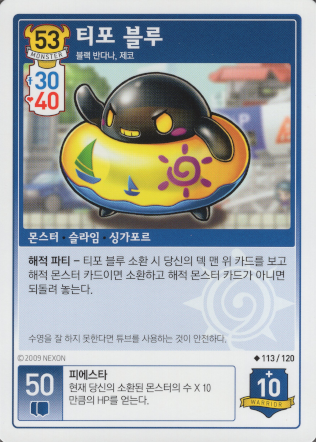 53
MONSTER
티포 블루
블랙 반다나, 제코
30
40
몬스터 · 슬라임 · 싱가포르
해적 파티 – 티포 블루 소환 시 당신의 덱 맨 위 카드를 보고
해적 몬스터 카드이면 소환하고 해적 몬스터 카드가 아니면
되돌려 놓는다.
수영을 잘 하지 못한다면 튜브를 사용하는 것이 안전하다.
©2009 NEXON
◆113/120
50
피에스타
현재 당신의 소환된 몬스터의 수 X 10
만큼의 HP를 얻는다.
+
10
WARRIOR